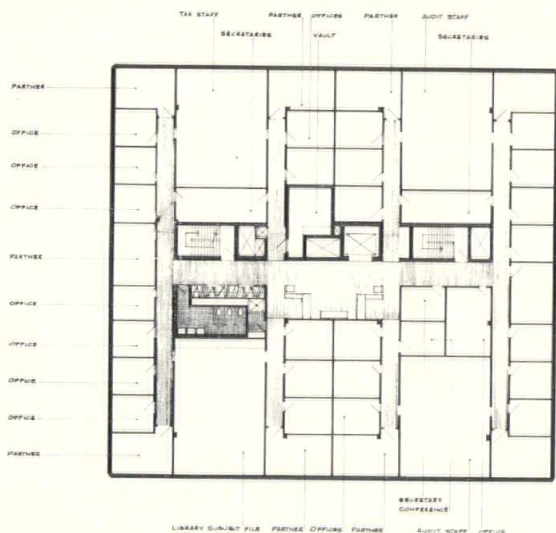 TAX STAFF PARTNER OFFICES PARTNER AUDIT STAFF
SECRETARIES VAULT SECRETARIES
PARTNER
OFFICE
OFFICE
OFFICE
PARTNER
OFFICE
OFFICE
OFFICE
OFFICE
PARTNER
SECRETARY
CONFERENCE
LIBRARY SUBJECT FILE PARTNER OFFICES PARTNER AUDIT STAFF OFFICE